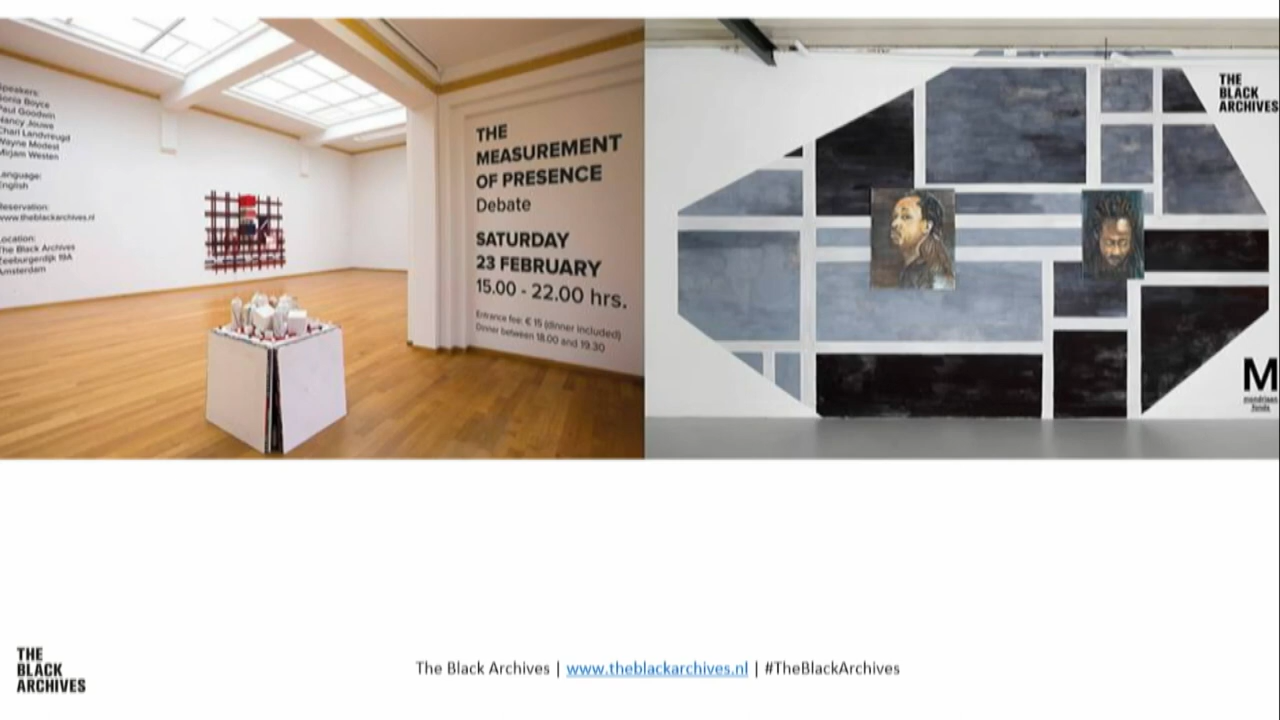 Speakers:
Sonia Boyce
Paul Goodwin
Nancy Jouwe
Charl Landvreugd
Wayne Modest
Mirjam Westen
Language:
English
Reservation:
www.theblackarchives.nl
Location:
The Black Archives
Zeeburgerdijk 19A
Amsterdam
THE
MEASUREMENT
OF PRESENCE
Debate
SATURDAY
23 FEBRUARY
15.00 - 22.00 hrs.
Entrance fee: € 15 (dinner included)
Dinner between 18.00 and 19.30
THE
BLACK
ARCHIVES
M
mondriaan
fonds
THE
BLACK
ARCHIVES
The Black Archives | www.theblackarchives.nl | #TheBlackArchives